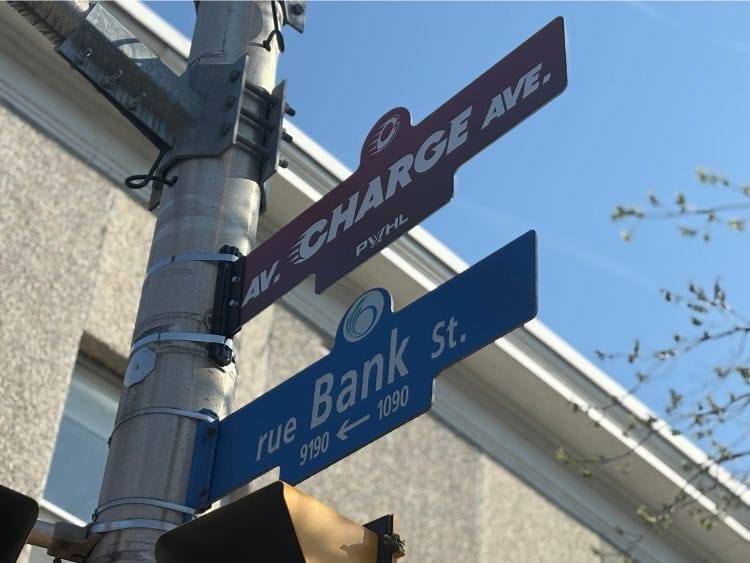 AV. CHARGE AVE.
PWHL
rue Bank St.
9190 ← 1090